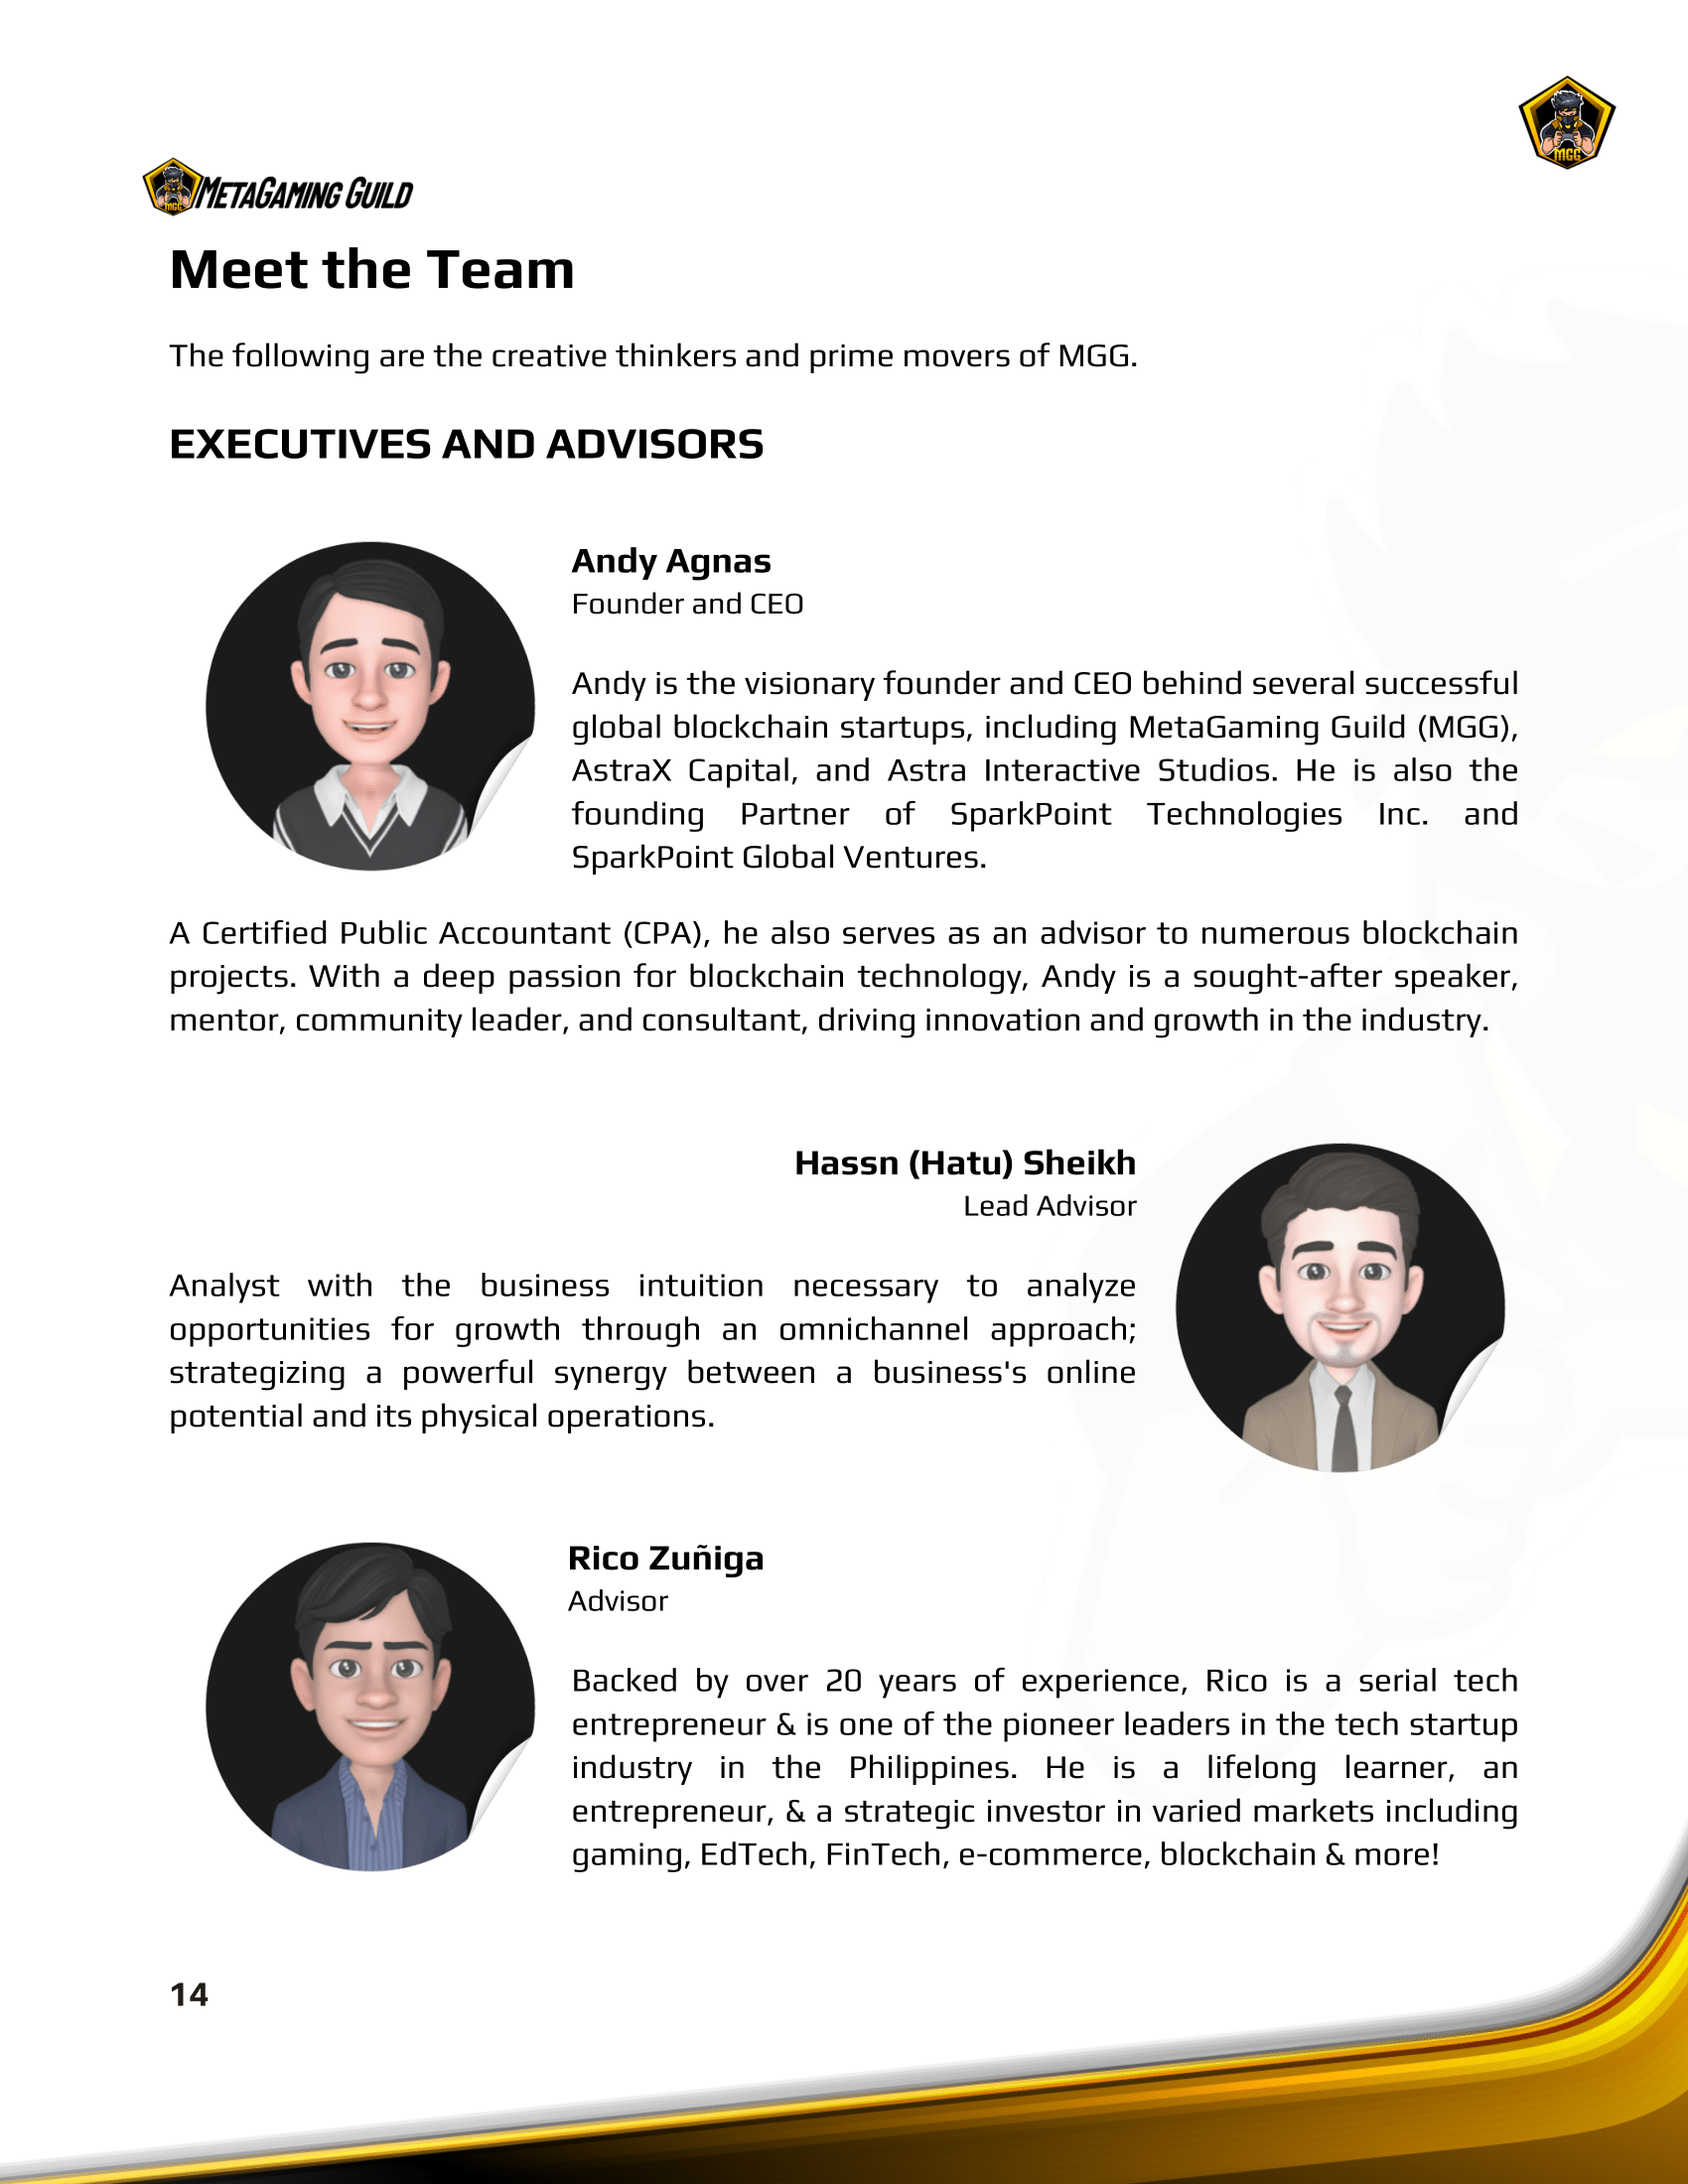 MGG
MGG
METAGAMING GUILD
Meet the Team
The following are the creative thinkers and prime movers of MGG.
EXECUTIVES AND ADVISORS
Andy Agnas
Founder and CEO
Andy is the visionary founder and CEO behind several successful
global blockchain startups, including MetaGaming Guild (MGG),
AstraX Capital, and Astra Interactive Studios. He is also the
founding Partner of SparkPoint Technologies Inc. and
SparkPoint Global Ventures.
A Certified Public Accountant (CPA), he also serves as an advisor to numerous blockchain
projects. With a deep passion for blockchain technology, Andy is a sought-after speaker,
mentor, community leader, and consultant, driving innovation and growth in the industry.
Hassn (Hatu) Sheikh
Lead Advisor
Analyst with the business intuition necessary to analyze
opportunities for growth through an omnichannel approach;
strategizing a powerful synergy between a business's online
potential and its physical operations.
Rico Zuñiga
Advisor
Backed by over 20 years of experience, Rico is a serial tech
entrepreneur & is one of the pioneer leaders in the tech startup
industry in the Philippines. He is a lifelong learner, an
entrepreneur, & a strategic investor in varied markets including
gaming, EdTech, FinTech, e-commerce, blockchain & more!
14